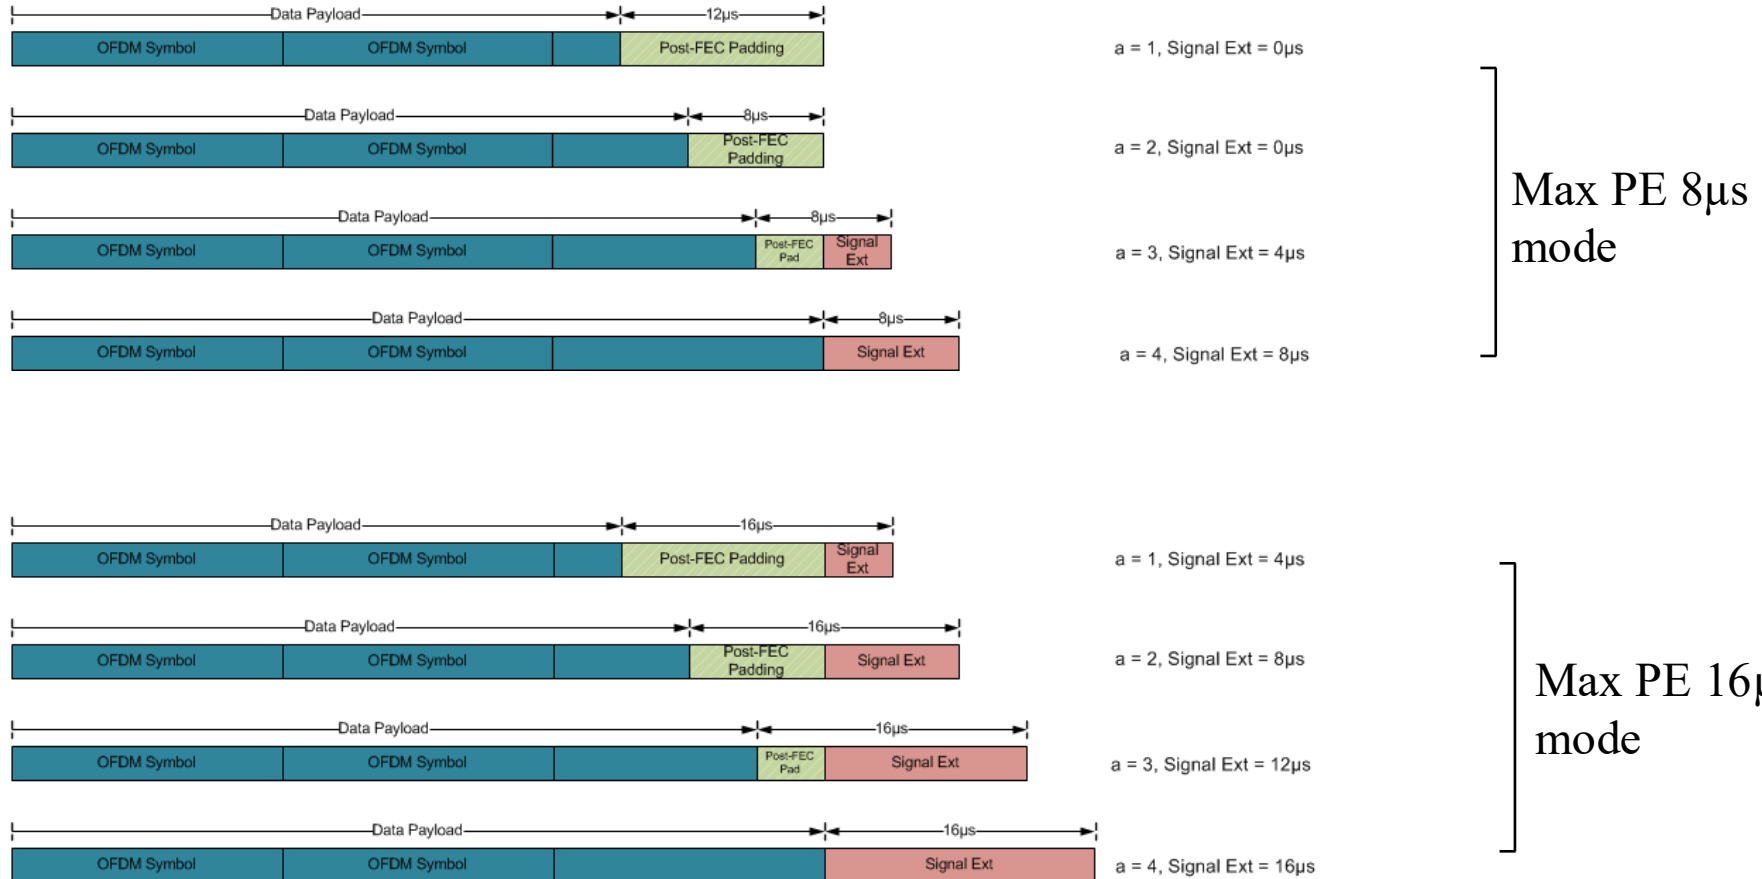 Data Payload 12µs
OFDM Symbol OFDM Symbol Post-FEC Padding a = 1, Signal Ext = 0µs
Data Payload 8µs
OFDM Symbol OFDM Symbol Post-FEC Padding a = 2, Signal Ext = 0µs
Data Payload 8µs
OFDM Symbol OFDM Symbol Post-FEC Pad Signal Ext a = 3, Signal Ext = 4µs
Data Payload 8µs
OFDM Symbol OFDM Symbol Signal Ext a = 4, Signal Ext = 8µs
Max PE 8µs
mode
Data Payload 16µs
OFDM Symbol OFDM Symbol Post-FEC Padding Signal Ext a = 1, Signal Ext = 4µs
Data Payload 16µs
OFDM Symbol OFDM Symbol Post-FEC Padding Signal Ext a = 2, Signal Ext = 8µs
Data Payload 16µs
OFDM Symbol OFDM Symbol Post-FEC Pad Signal Ext a = 3, Signal Ext = 12µs
Data Payload 16µs
OFDM Symbol OFDM Symbol Signal Ext a = 4, Signal Ext = 16µs
Max PE 16µ
mode